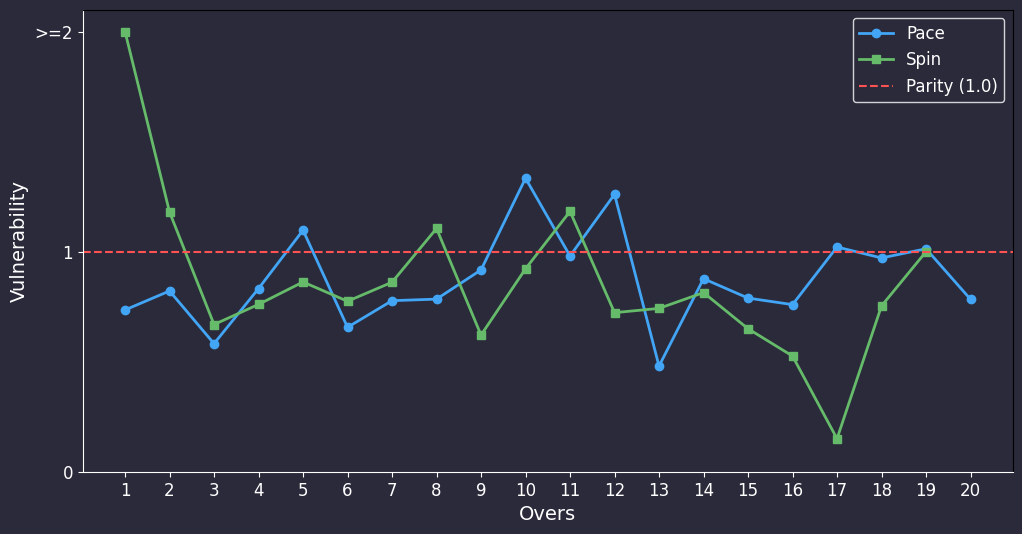 >=2
1
0
Vulnerability
1 2 3 4 5 6 7 8 9 10 11 12 13 14 15 16 17 18 19 20
Overs
Pace
Spin
Parity (1.0)